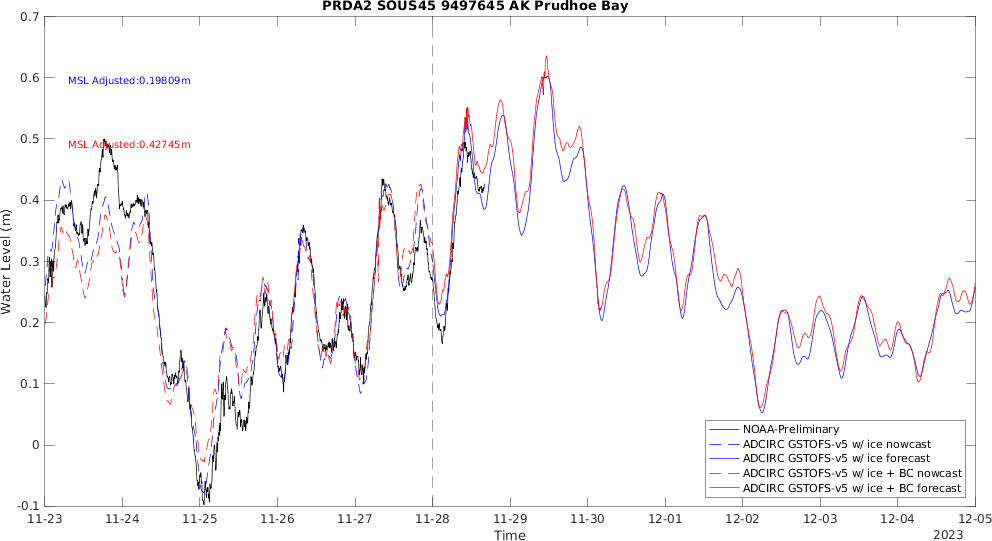 PRDA2 SOUS45 9497645 AK Prudhoe Bay
0.7
0.6
0.5
0.4
0.3
0.2
0.1
0
-0.1
Water Level (m)
MSL Adjusted:0.19809m
MSL Adjusted:0.42745m
NOAA-Preliminary
ADCIRC GSTOFS-v5 w/ ice nowcast
ADCIRC GSTOFS-v5 w/ ice forecast
ADCIRC GSTOFS-v5 w/ ice + BC nowcast
ADCIRC GSTOFS-v5 w/ ice + BC forecast
11-23 11-24 11-25 11-26 11-27 11-28 11-29 11-30 12-01 12-02 12-03 12-04 12-05
Time
2023